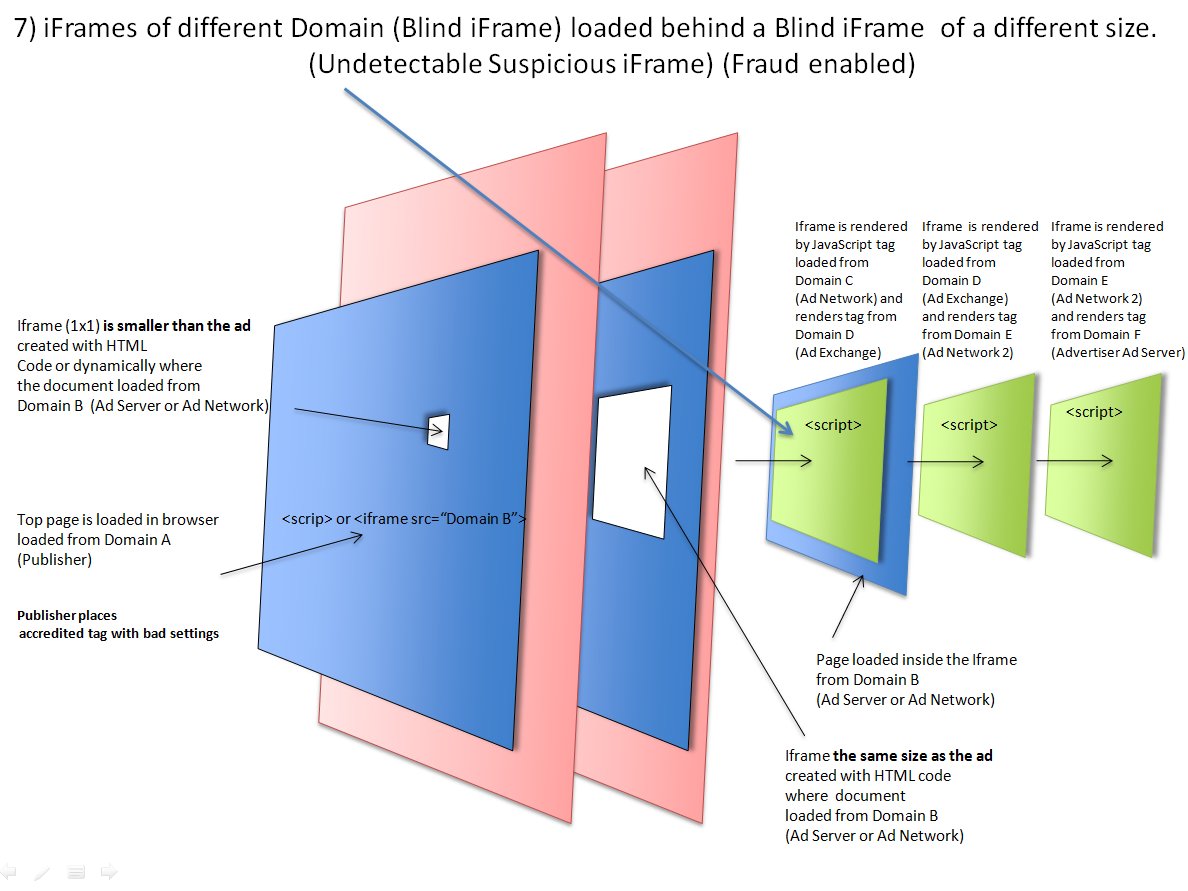 7) iFrames of different Domain (Blind iFrame) loaded behind a Blind iFrame of a different size.
(Undetectable Suspicious iFrame) (Fraud enabled)
Iframe is rendered
by JavaScript tag
loaded from
Domain C
(Ad Network) and
renders tag from
Domain D
(Ad Exchange)
Iframe is rendered
by JavaScript tag
loaded from
Domain D
(Ad Exchange)
and renders tag
from Domain E
(Ad Network 2)
Iframe is rendered
by JavaScript tag
loaded from
Domain E
(Ad Network 2)
and renders tag
from Domain F
(Advertiser Ad Server)
Iframe (1x1) is smaller than the ad
created with HTML
Code or dynamically where
the document loaded from
Domain B (Ad Server or Ad Network)
<script>
<script>
<script>
<scrip> or <iframe src="Domain B">
Top page is loaded in browser
loaded from Domain A
(Publisher)
Publisher places
accredited tag with bad settings
Page loaded inside the Iframe
from Domain B
(Ad Server or Ad Network)
Iframe the same size as the ad
created with HTML code
where document
loaded from Domain B
(Ad Server or Ad Network)